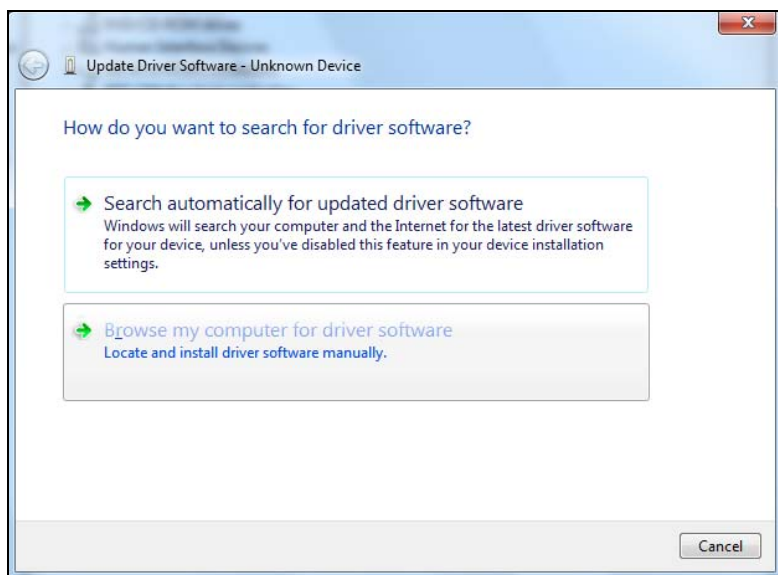 Update Driver Software - Unknown Device
How do you want to search for driver software?
Search automatically for updated driver software
Windows will search your computer and the Internet for the latest driver software
for your device, unless you've disabled this feature in your device installation
settings.
Browse my computer for driver software
Locate and install driver software manually.
Cancel